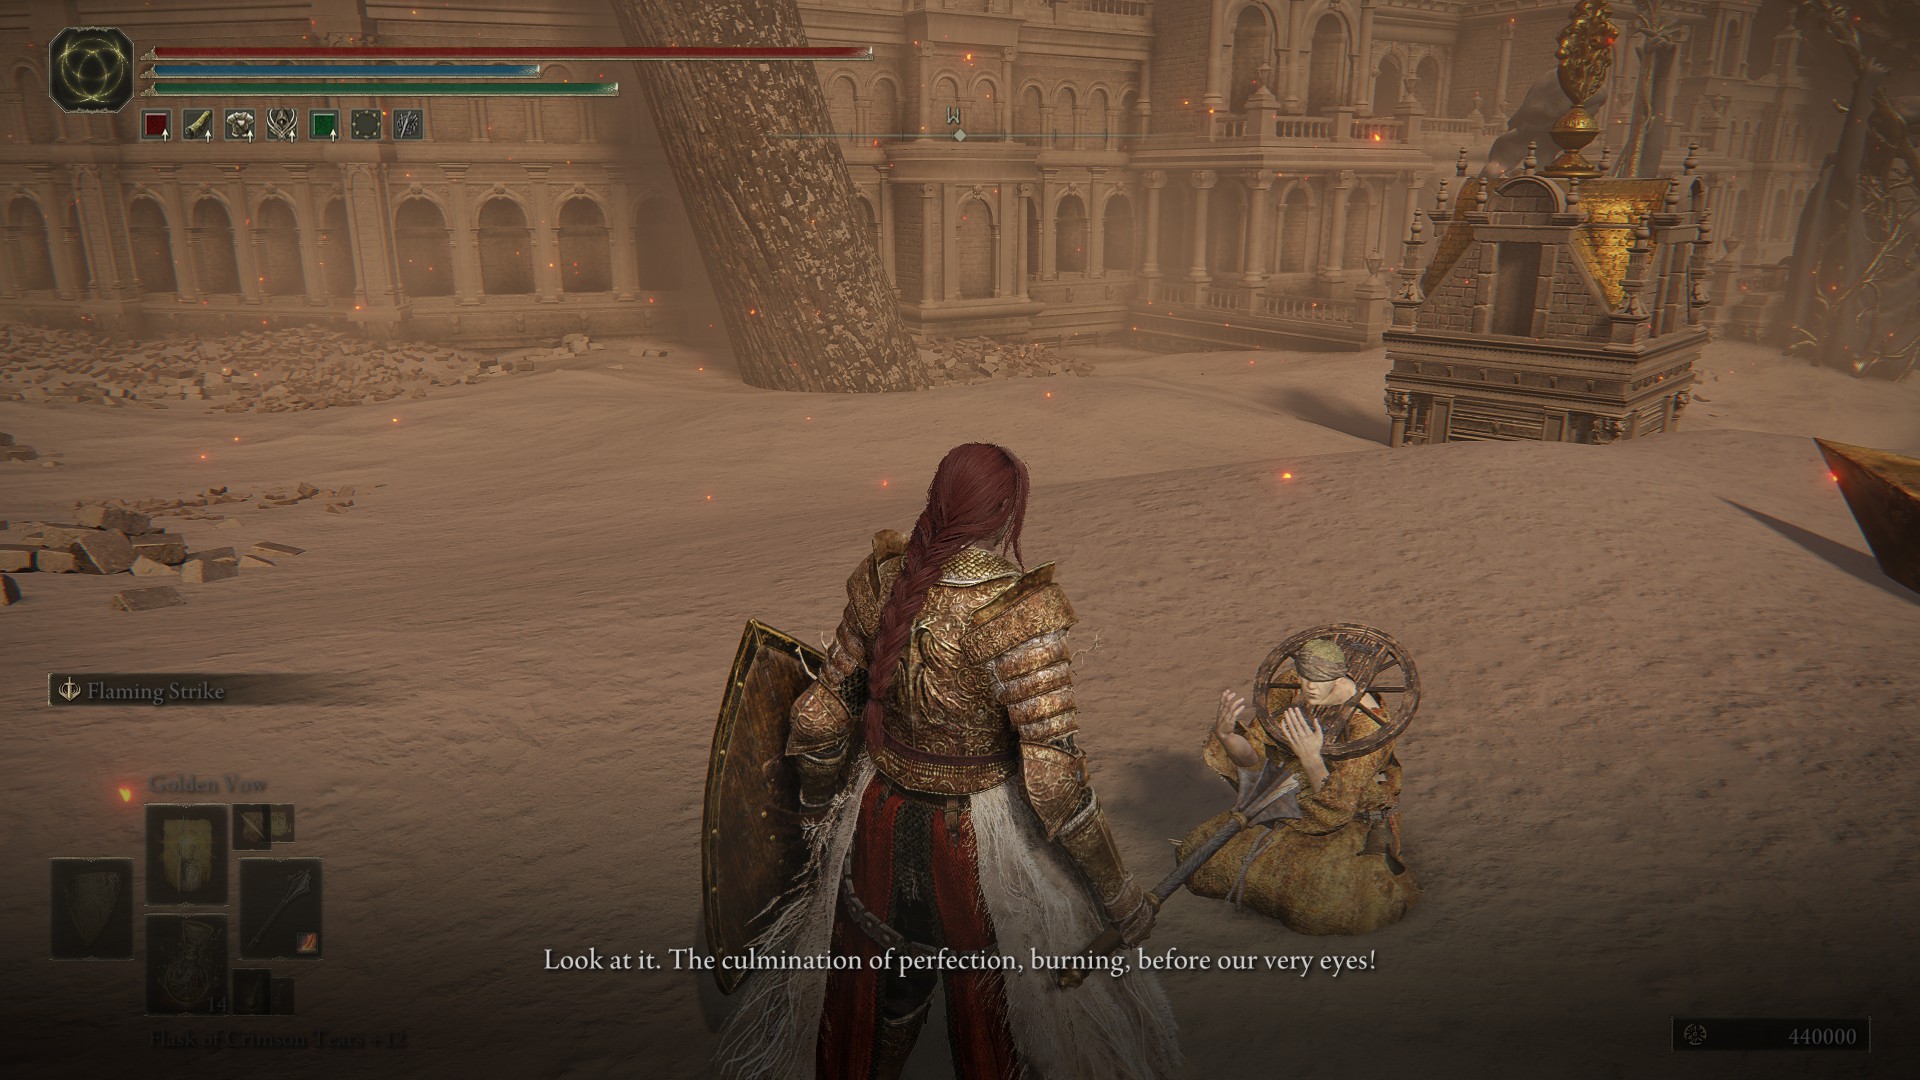 W
Flaming Strike
Golden Vow
14
Flask of Crimson Tears +12
Look at it. The culmination of perfection, burning, before our very eyes!
440000